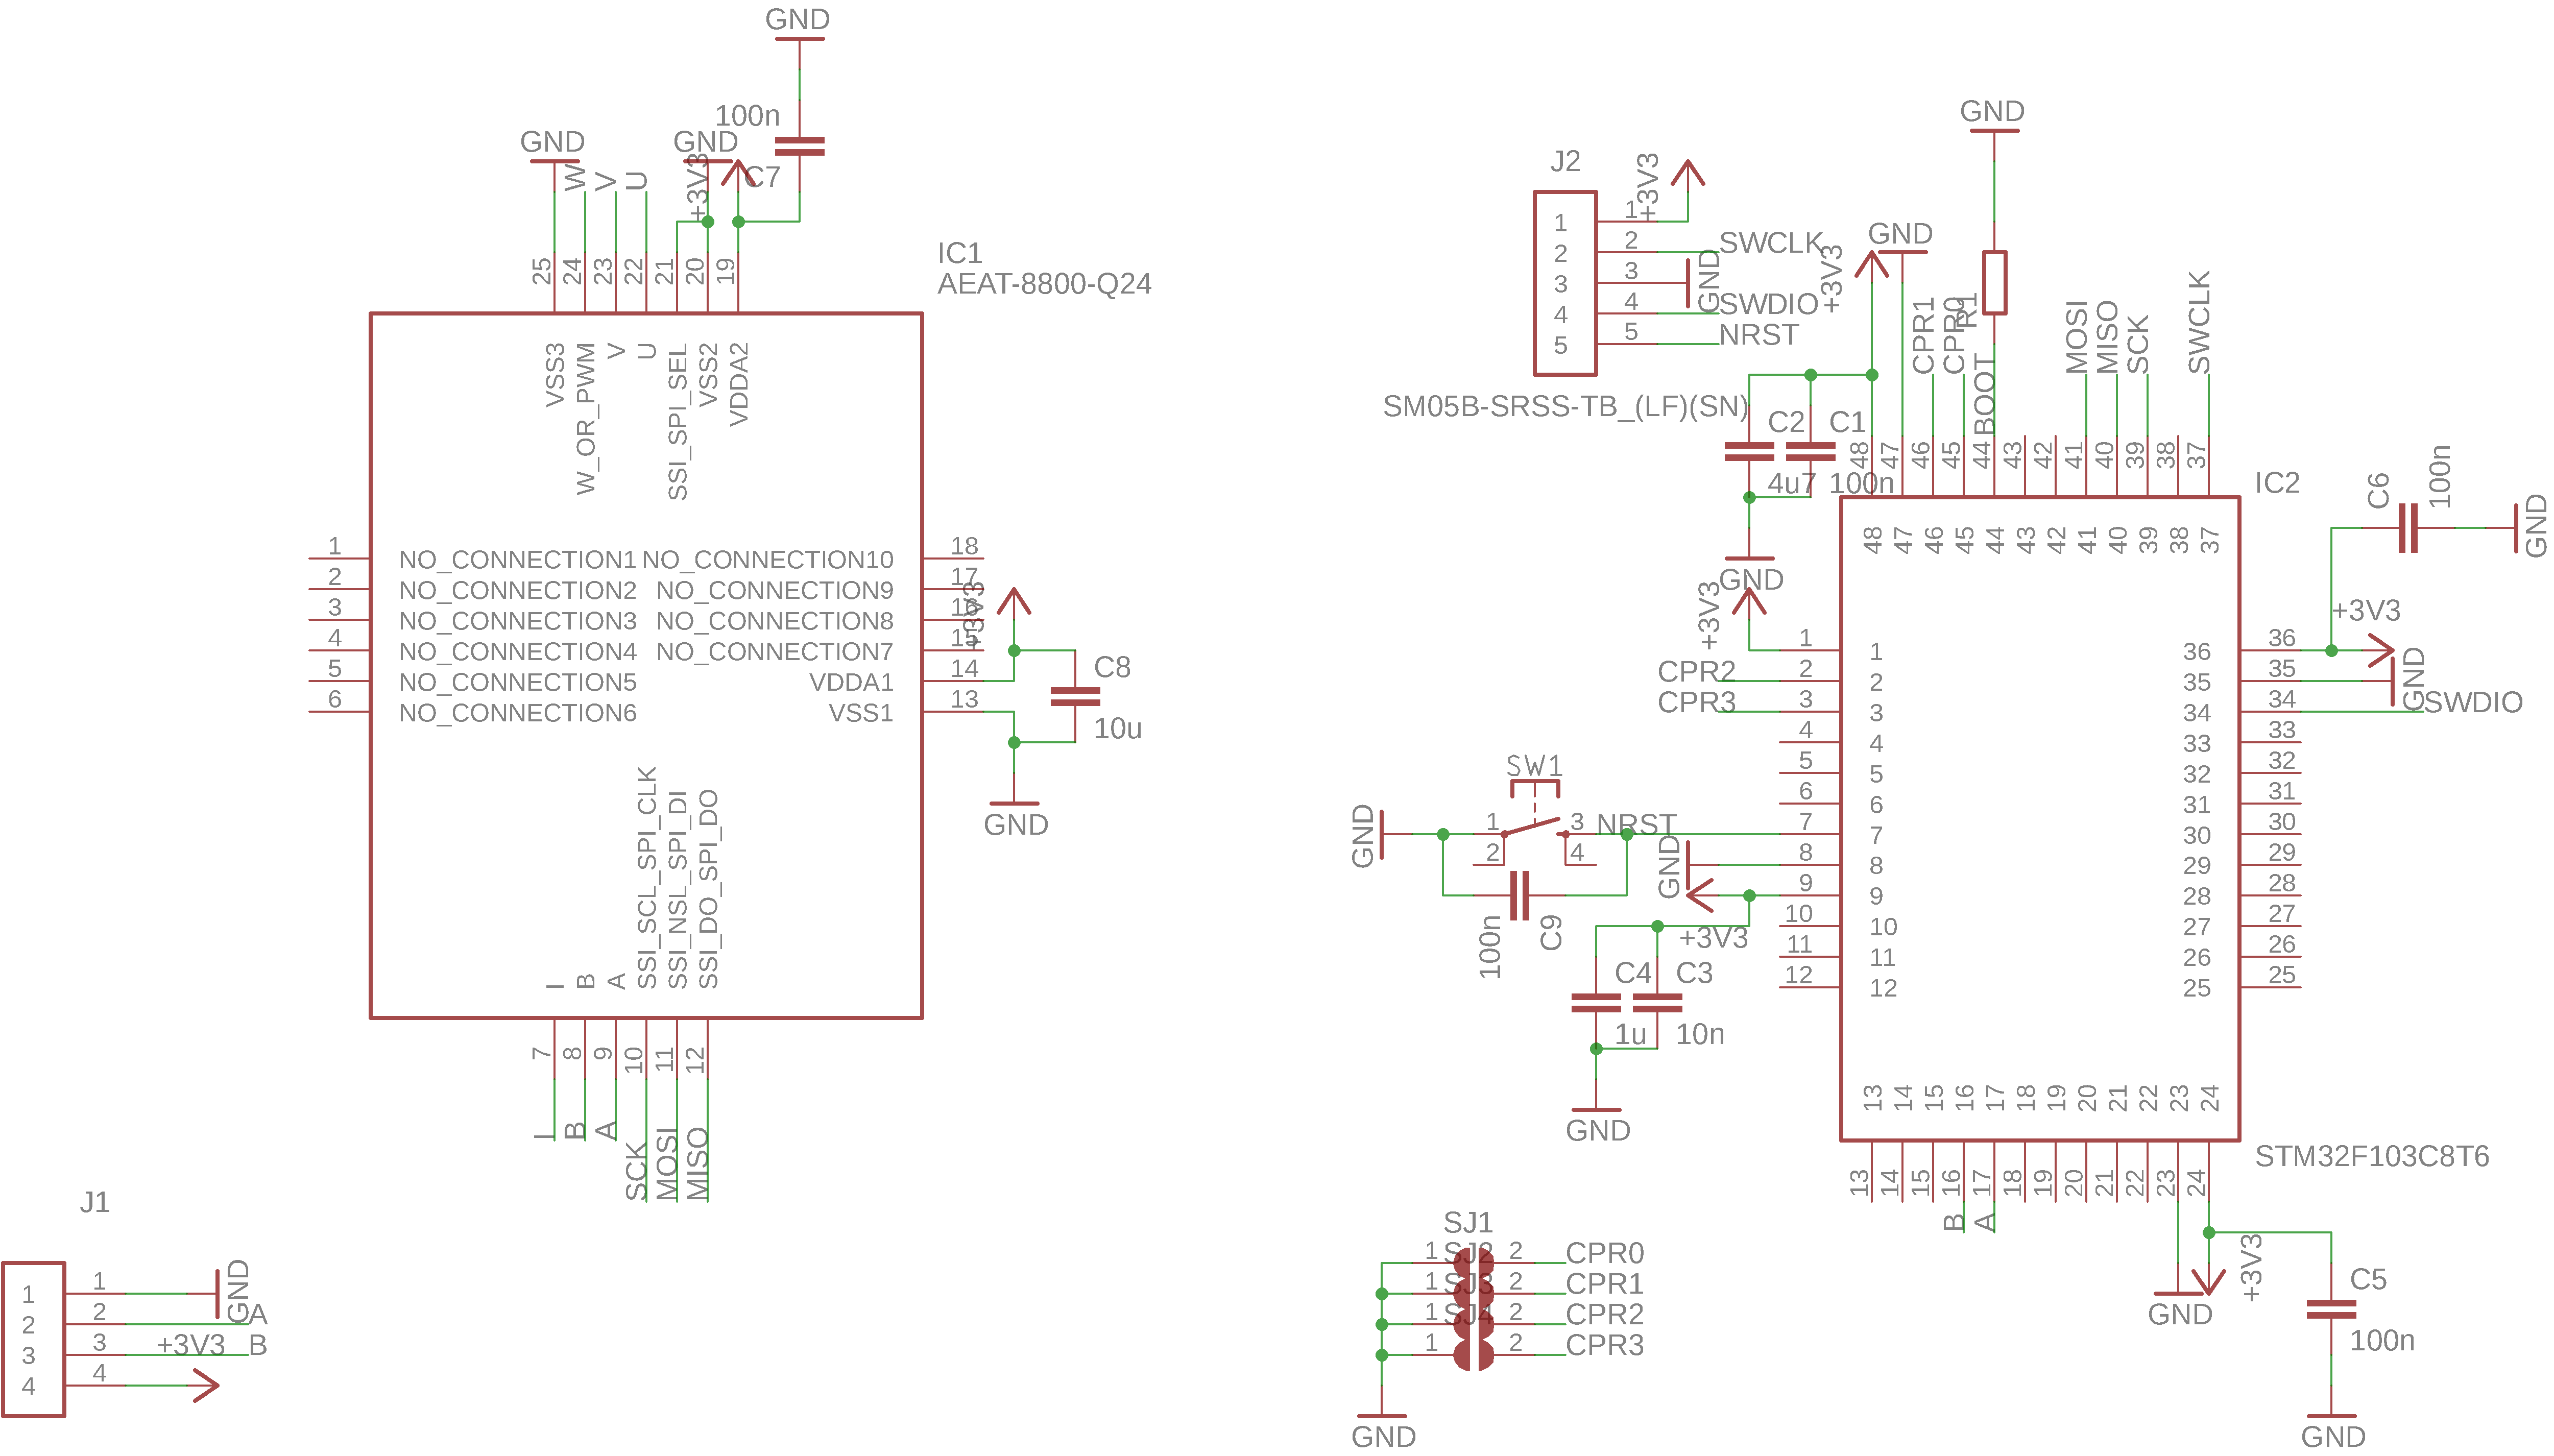 GND
100n
C7
GND
W
V
U
GND
+3V3
25
24
23
22
21
20
19
IC1
AEAT-8800-Q24
VSS3
W_OR_PWM
V
U
SSI_SPI_SEL
VSS2
VDDA2
1 NO_CONNECTION1 NO_CONNECTION10 18
2 NO_CONNECTION2 NO_CONNECTION9 17
3 NO_CONNECTION3 NO_CONNECTION8 16
4 NO_CONNECTION4 NO_CONNECTION7 15
5 NO_CONNECTION5 VDDA1 14
6 NO_CONNECTION6 VSS1 13
+3V3
C8
10u
GND
I
B
A
SSI_SCL_SPI_CLK
SSI_NSL_SPI_DI
SSI_DO_SPI_DO
7
8
9
10
11
12
I
B
A
SCK
MOSI
MISO
J1
1 1 GND
2 2 A
3 3 +3V3 B
4 4
J2
+3V3
1 1
2 2 SWCLK
3 3 GND
4 4 SWDIO
5 5 NRST
SM05B-SRSS-TB_(LF)(SN)
+3V3
GND
CPR1
CPR0
GND
R1
BOOT
MOSI
MISO
SCK
SWCLK
C2
4u7
C1
100n
GND
48
47
46
45
44
43
42
41
40
39
38
37
IC2
48
47
46
45
44
43
42
41
40
39
38
37
C6
100n
GND
+3V3
1 1 36 36
+3V3
CPR2 2 2 35 35 GND
CPR3 3 3 34 34 SWDIO
4 4 33 33
5 5 32 32
6 6 31 31
7 7 30 30
8 8 29 29
9 9 28 28
10 10 27 27
11 11 26 26
12 12 25 25
SW1
GND
1
2
3
4
NRST
100n
C9
GND
+3V3
C4
1u
C3
10n
GND
13
14
15
16
17
18
19
20
21
22
23
24
STM32F103C8T6
13
14
15
16
17
18
19
20
21
22
23
24
B
A
GND
+3V3
C5
100n
GND
SJ1
1 SJ2 2 CPR0
1 SJ3 2 CPR1
1 SJ4 2 CPR2
1 2 CPR3
GND